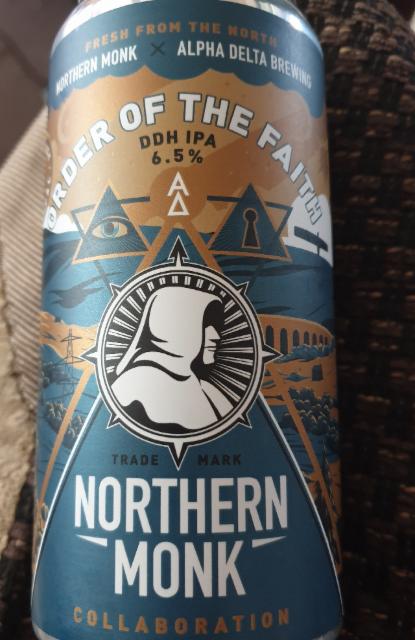 FRESH FROM THE NORTH
NORTHERN MONK × ALPHA DELTA BREWING
ORDER OF THE FAITH
DDH IPA
6.5%
TRADE MARK
NORTHERN
MONK
COLLABORATION